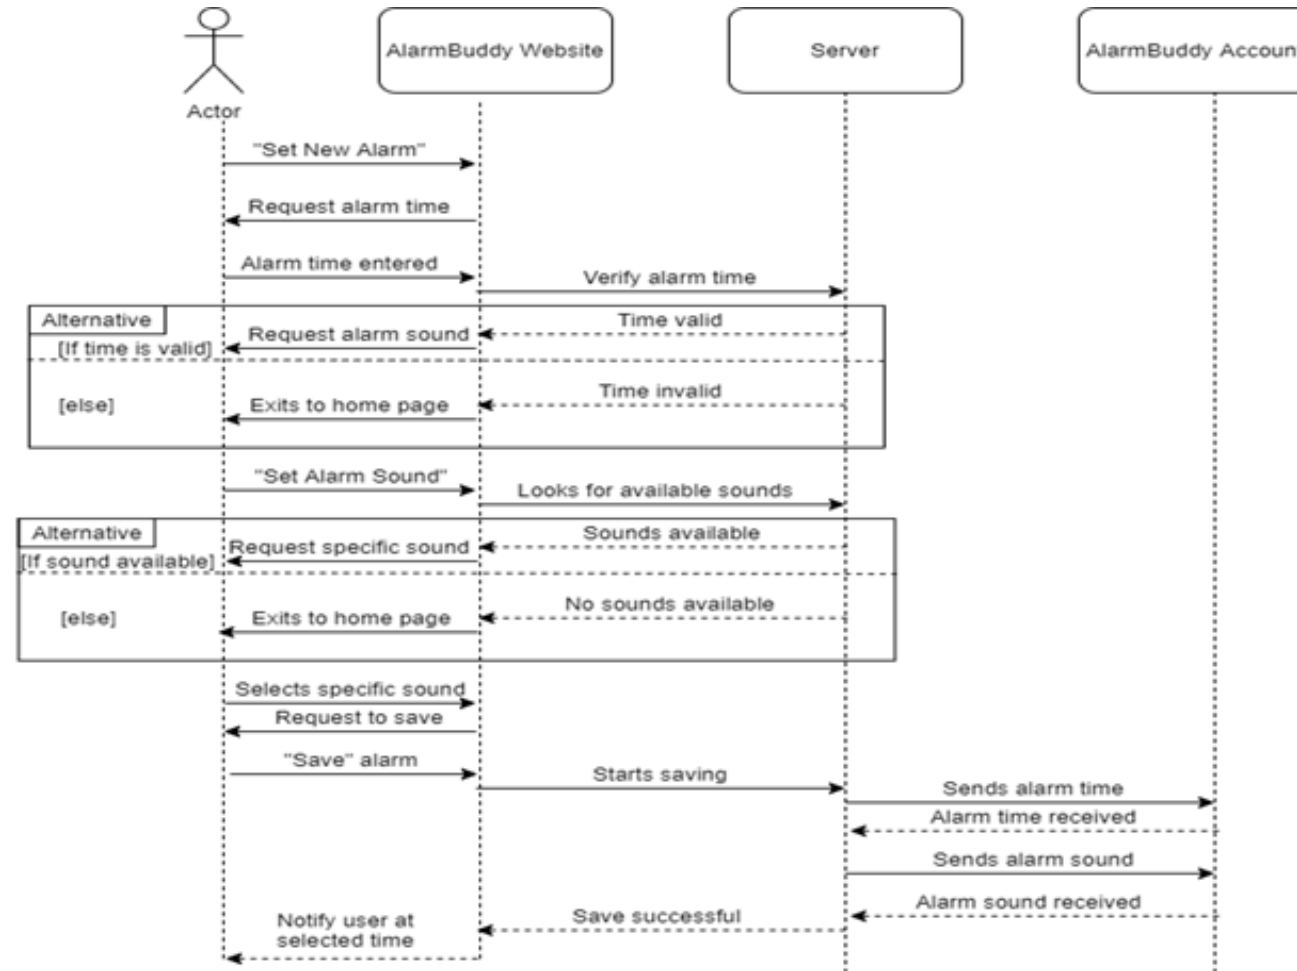 AlarmBuddy Website
Server
AlarmBuddy Accoun
Actor
"Set New Alarm"
Request alarm time
Alarm time entered
Verify alarm time
Alternative
Time valid
Request alarm sound
[If time is valid]
Time invalid
[else]
Exits to home page
"Set Alarm Sound"
Looks for available sounds
Alternative
Sounds available
Request specific sound
[If sound available]
No sounds available
[else]
Exits to home page
Selects specific sound
Request to save
"Save" alarm
Starts saving
Sends alarm time
Alarm time received
Sends alarm sound
Alarm sound received
Save successful
Notify user at
selected time